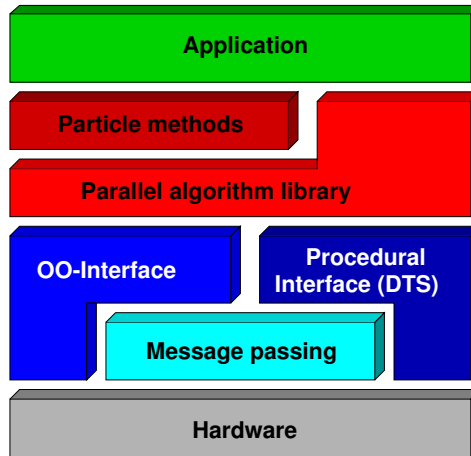 Application
Particle methods
Parallel algorithm library
OO-Interface
Procedural
Interface (DTS)
Message passing
Hardware